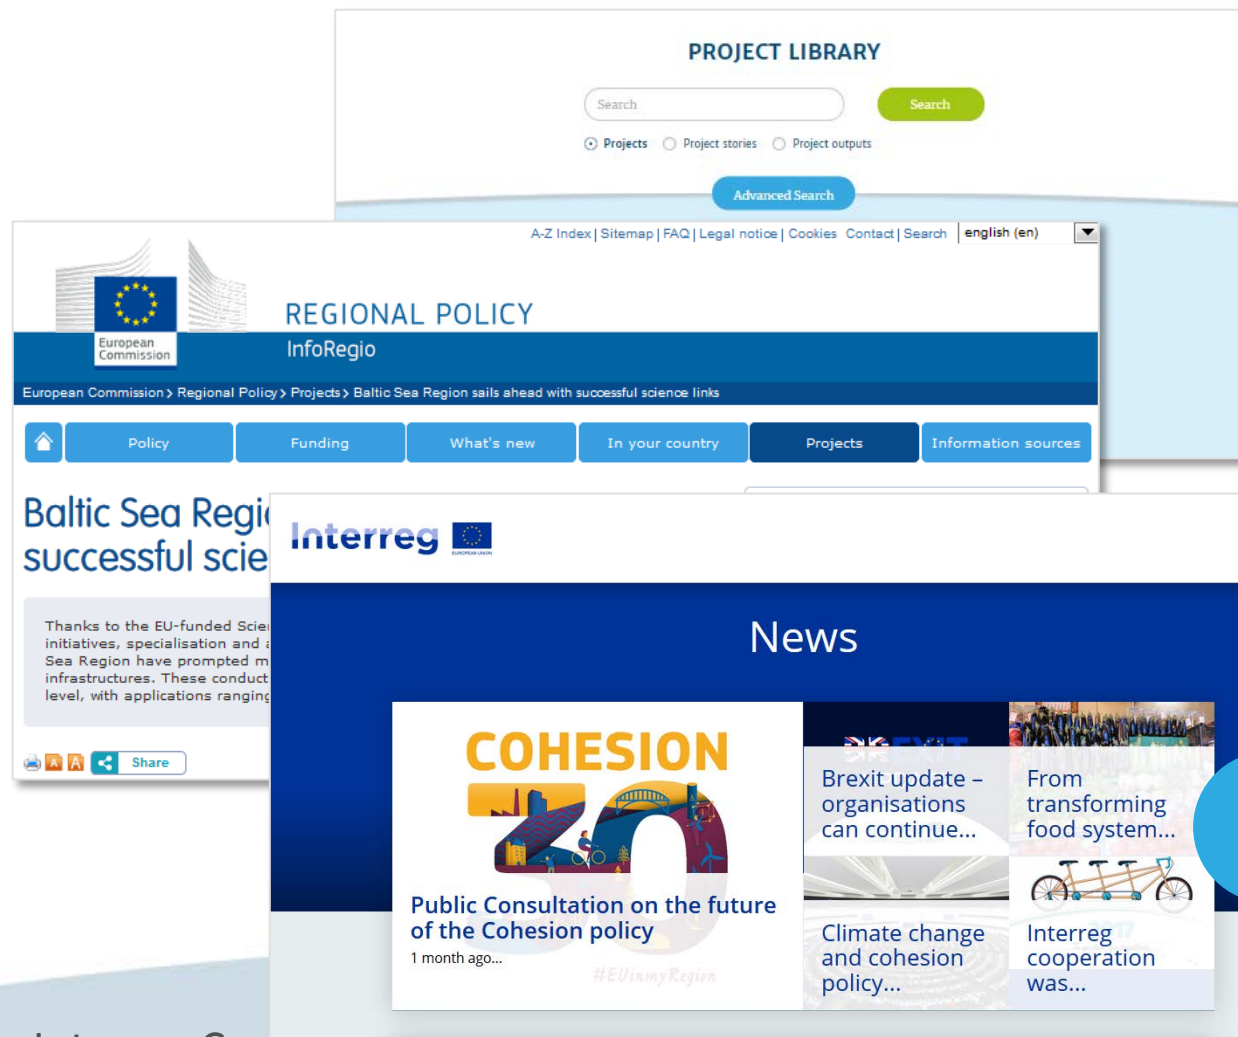 PROJECT LIBRARY
Search
Search
Projects
Project stories
Project outputs
Advanced Search
A-Z Index | Sitemap | FAQ | Legal notice | Cookies Contact | Search
english (en)
European
Commission
REGIONAL POLICY
InfoRegio
European Commission > Regional Policy > Projects > Baltic Sea Region sails ahead with successful science links
Policy
Funding
What's new
In your country
Projects
Information sources
Baltic Sea
successful
Thanks to the EU-funded
initiatives, specialisation and
Sea Region have prompted
infrastructures. These conduct
level, with applications ranging
A
A
Share
Interreg
EUROPEAN UNION
News
COHESION
30
Public Consultation on the future
of the Cohesion policy
1 month ago...
#EUinmyRegion
BREXIT
Brexit update –
organisations
can continue...
From
transforming
food system...
Climate change
and cohesion
policy...
Interreg
cooperation
was...